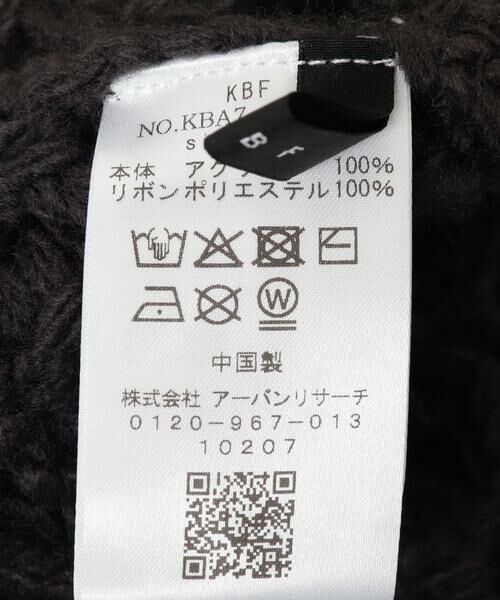 KBF
NO.KBA7
B F
本体 アク 100%
リボンポリエステル100%
W
中国製
株式会社 アーバンリサーチ
0120-967-013
10207